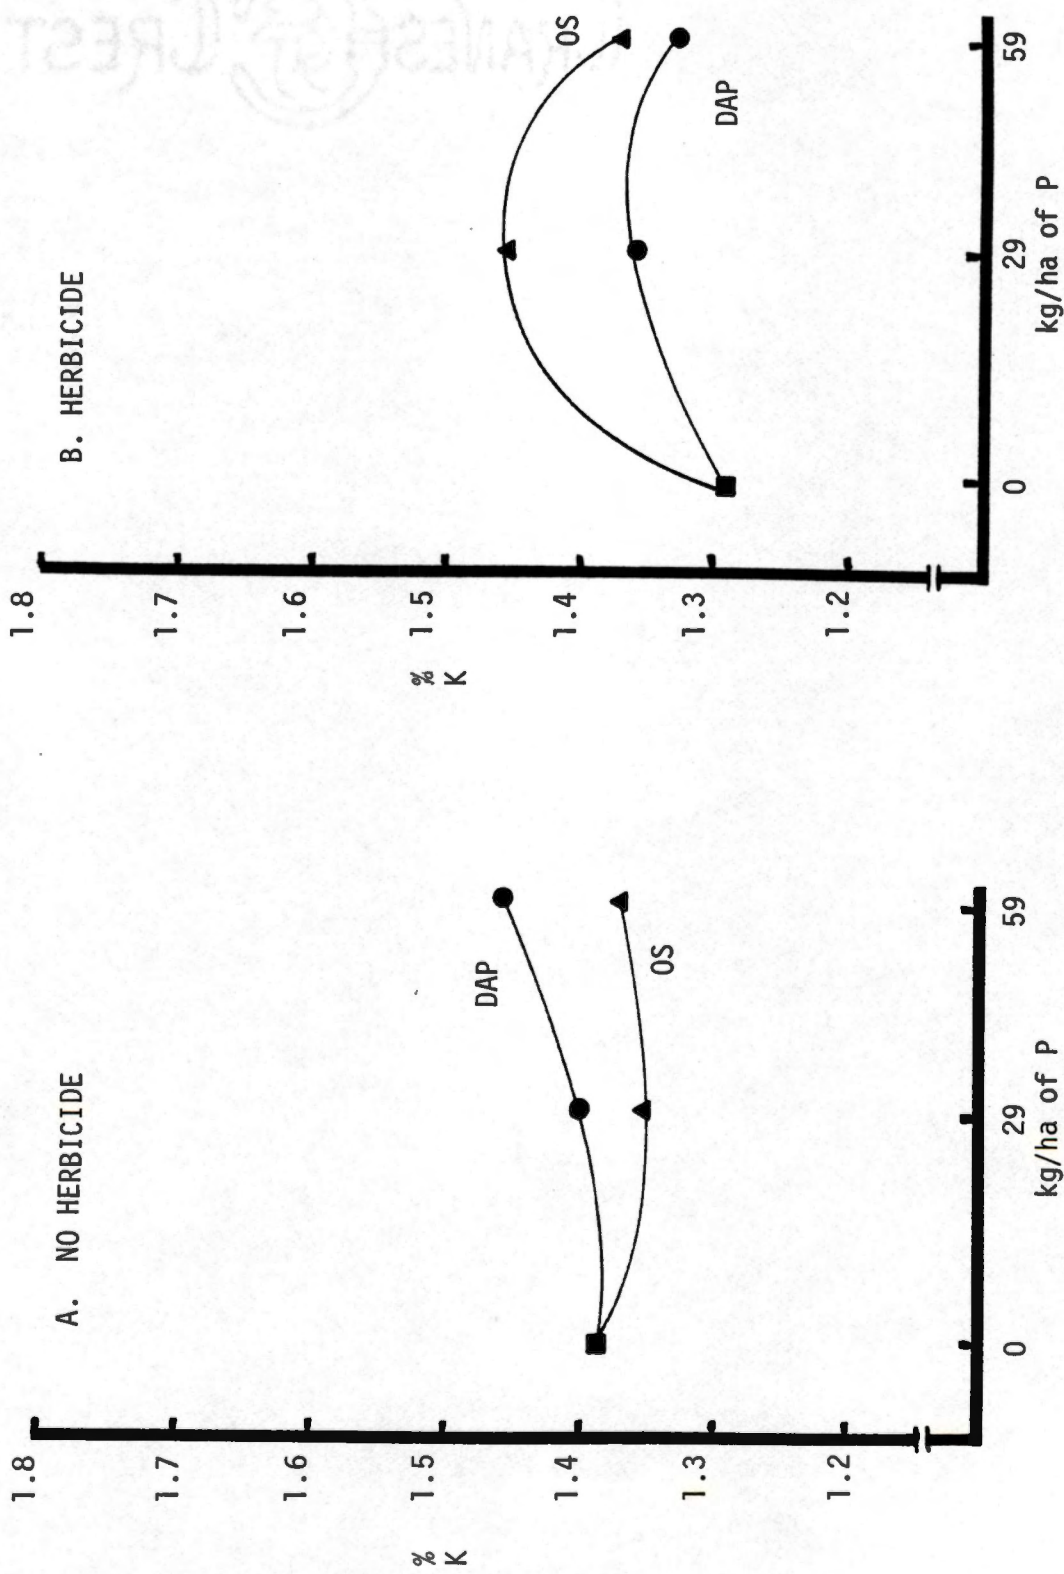 A. NO HERBICIDE
1.8
1.7
1.6
1.5
% K
1.4
1.3
1.2
DAP
OS
0 29 59
kg/ha of P
B. HERBICIDE
1.8
1.7
1.6
1.5
% K
1.4
1.3
1.2
OS
DAP
0 29 59
kg/ha of P